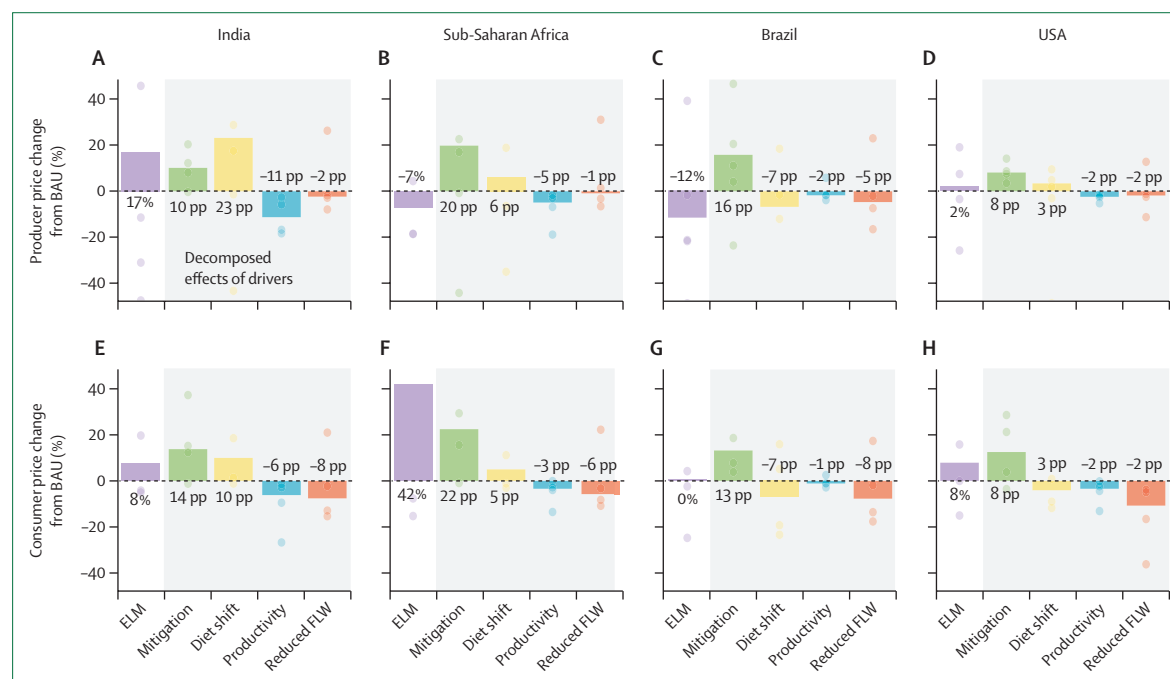 India
Sub-Saharan Africa
Brazil
USA
A
B
C
D
Producer price change
from BAU (%)
40
20
0
−20
−40
17%
10 pp
23 pp
−11 pp
−2 pp
Decomposed
effects of drivers
−7%
20 pp
6 pp
−5 pp
−1 pp
−12%
16 pp
−7 pp
−2 pp
−5 pp
2%
8 pp
3 pp
−2 pp
−2 pp
E
F
G
H
Consumer price change
from BAU (%)
40
20
0
−20
−40
8%
14 pp
10 pp
−6 pp
−8 pp
42%
22 pp
5 pp
−3 pp
−6 pp
0%
13 pp
−7 pp
−1 pp
−8 pp
8%
8 pp
3 pp
−2 pp
−2 pp
ELM
Mitigation
Diet shift
Productivity
Reduced FLW
ELM
Mitigation
Diet shift
Productivity
Reduced FLW
ELM
Mitigation
Diet shift
Productivity
Reduced FLW
ELM
Mitigation
Diet shift
Productivity
Reduced FLW